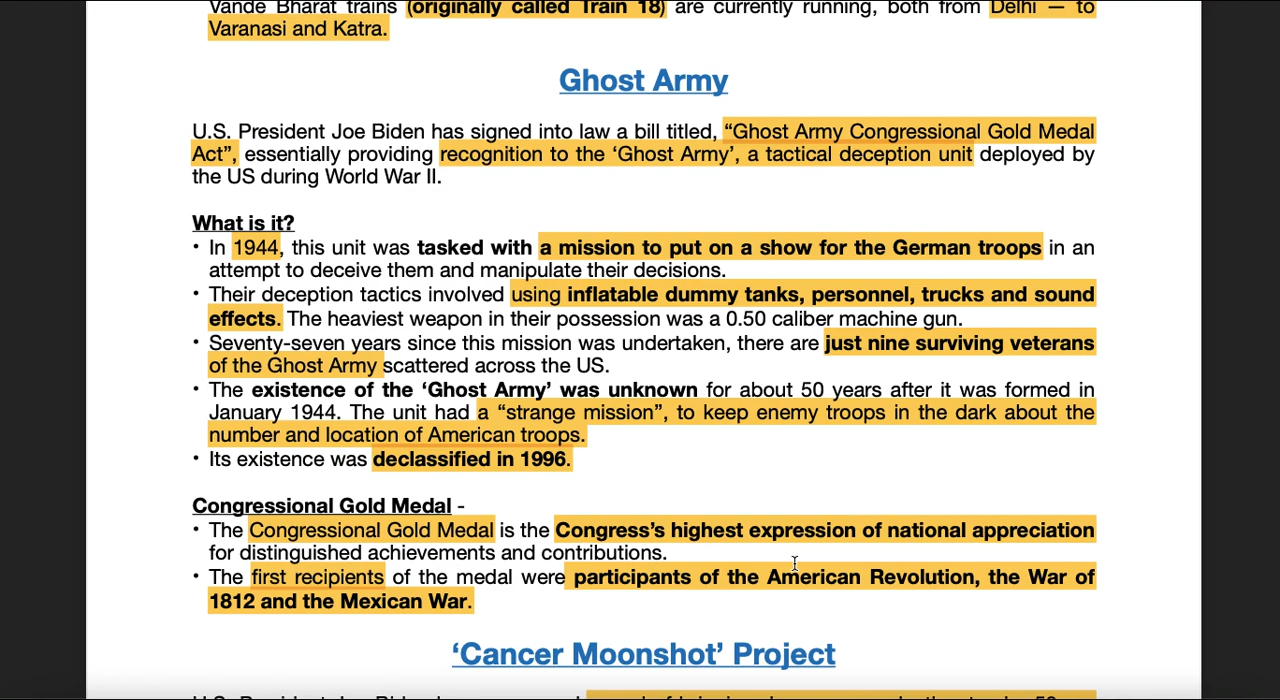 Vande Bharat trains (originally called Train 18) are currently running, both from Delhi — to
Varanasi and Katra.
Ghost Army
U.S. President Joe Biden has signed into law a bill titled, “Ghost Army Congressional Gold Medal
Act”, essentially providing recognition to the ‘Ghost Army’, a tactical deception unit deployed by
the US during World War II.
What is it?
• In 1944, this unit was tasked with a mission to put on a show for the German troops in an
attempt to deceive them and manipulate their decisions.
• Their deception tactics involved using inflatable dummy tanks, personnel, trucks and sound
effects. The heaviest weapon in their possession was a 0.50 caliber machine gun.
• Seventy-seven years since this mission was undertaken, there are just nine surviving veterans
of the Ghost Army scattered across the US.
• The existence of the ‘Ghost Army’ was unknown for about 50 years after it was formed in
January 1944. The unit had a “strange mission”, to keep enemy troops in the dark about the
number and location of American troops.
• Its existence was declassified in 1996.
Congressional Gold Medal -
• The Congressional Gold Medal is the Congress’s highest expression of national appreciation
for distinguished achievements and contributions.
• The first recipients of the medal were participants of the American Revolution, the War of
1812 and the Mexican War.
‘Cancer Moonshot’ Project
U.S. President Joe Biden